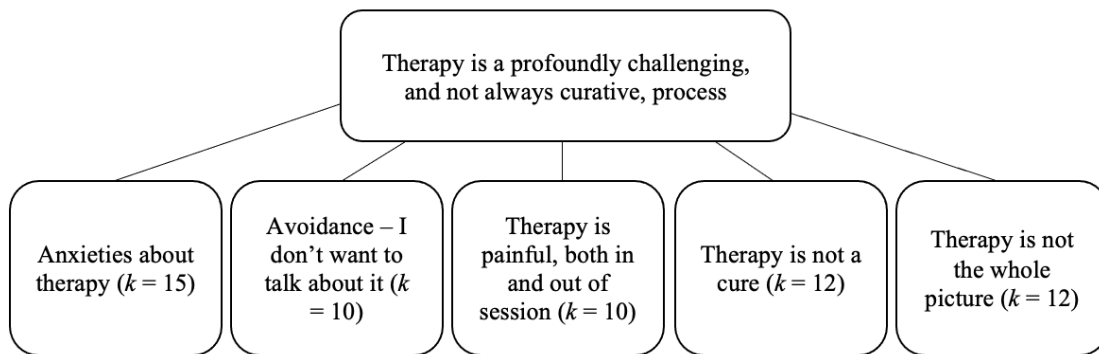 Therapy is a profoundly challenging,
and not always curative, process
Anxieties about
therapy (k = 15)
Avoidance – I
don’t want to
talk about it (k
= 10)
Therapy is
painful, both in
and out of
session (k = 10)
Therapy is not a
cure (k = 12)
Therapy is not
the whole
picture (k = 12)